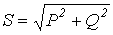 S = √(P² + Q²)